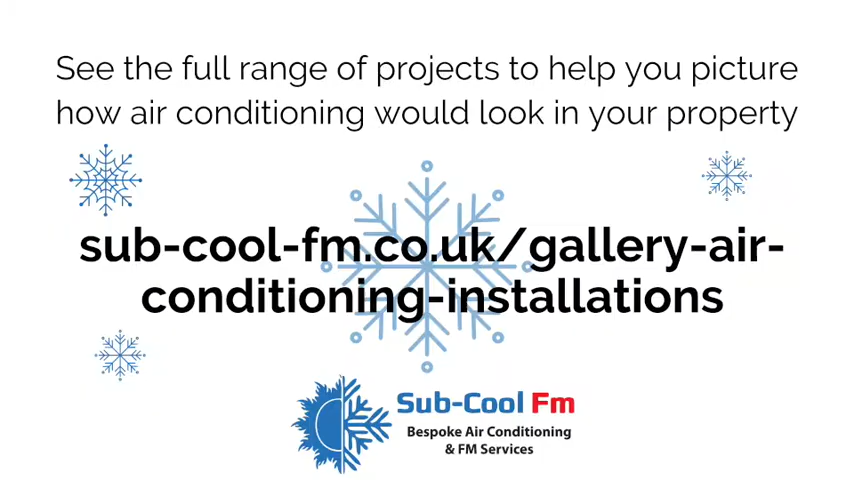 See the full range of projects to help you picture
how air conditioning would look in your property
sub-cool-fm.co.uk/gallery-air-
conditioning-installations
Sub-Cool Fm
Bespoke Air Conditioning
& FM Services